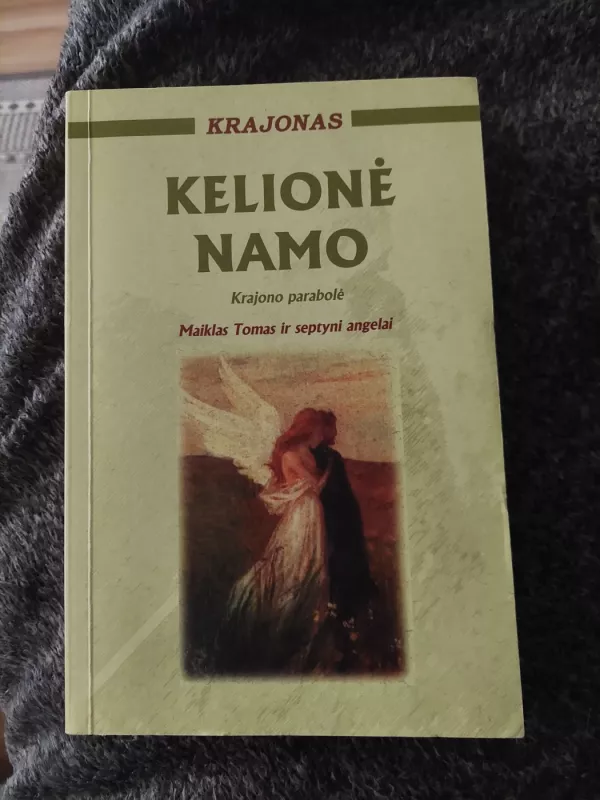 KRAJONAS
KELIONĖ
NAMO
Krajono parabolė
Maiklas Tomas ir septyni angelai